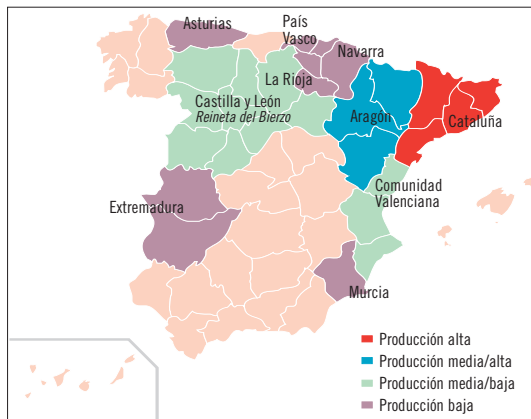 Asturias
País
Vasco
Navarra
La Rioja
Castilla y León
Reineta del Bierzo
Aragón
Cataluña
Comunidad
Valenciana
Extremadura
Murcia
Producción alta
Producción media/alta
Producción media/baja
Producción baja